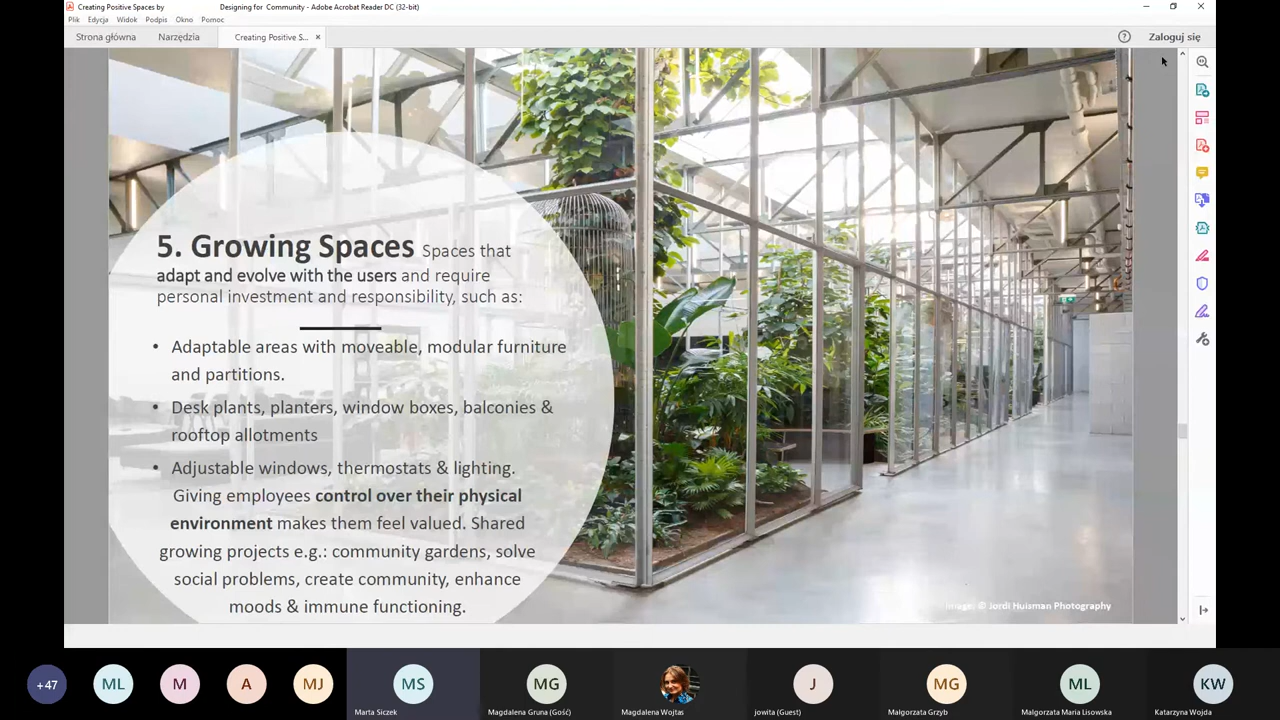 Creating Positive Spaces by Designing for Community - Adobe Acrobat Reader DC (32-bit)
Plik Edycja Widok Podpis Okno Pomoc
Strona główna Narzędzia Creating Positive S... × ? Zaloguj się
5. Growing Spaces Spaces that
adapt and evolve with the users and require
personal investment and responsibility, such as:
• Adaptable areas with moveable, modular furniture
and partitions.
• Desk plants, planters, window boxes, balconies &
rooftop allotments
• Adjustable windows, thermostats & lighting.
Giving employees control over their physical
environment makes them feel valued. Shared
growing projects e.g.: community gardens, solve
social problems, create community, enhance
moods & immune functioning.
Image: © Jordi Huisman Photography
+47 ML M A MJ MS MG J MG ML KW
Marta Siczek Magdalena Gruna (Gość) Magdalena Wojtas jowita (Guest) Małgorzata Grzyb Małgorzata Maria Lisowska Katarzyna Wojda